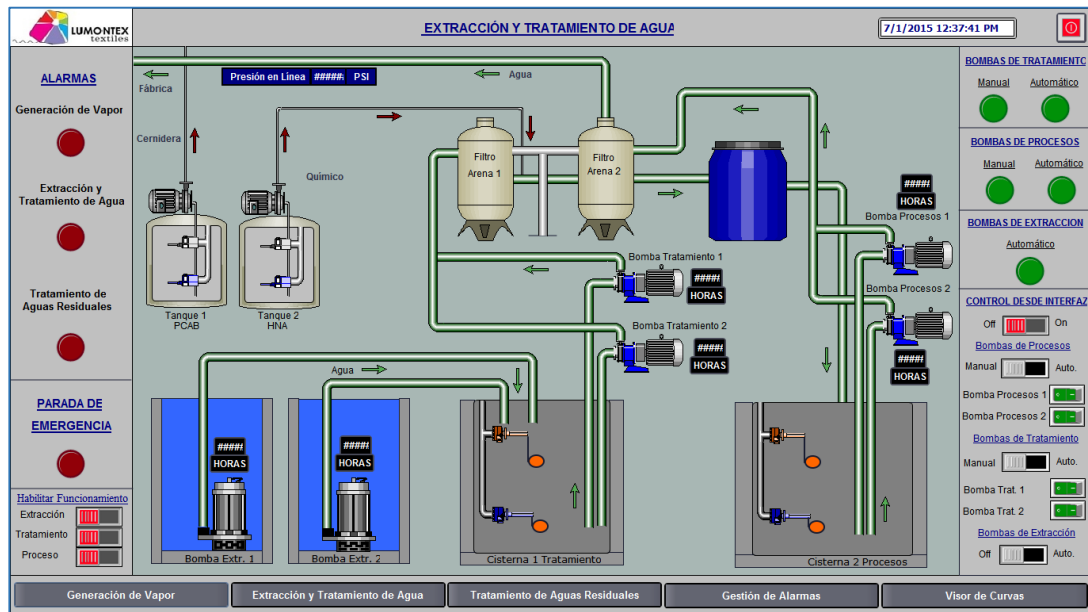 LUMONTEX
textiles
EXTRACCIÓN Y TRATAMIENTO DE AGUA
7/1/2015 12:37:41 PM
ALARMAS
Generación de Vapor
Extracción y
Tratamiento de Agua
Tratamiento de
Aguas Residuales
PARADA DE
EMERGENCIA
Habilitar Funcionamiento
Extracción
Tratamiento
Proceso
Fábrica
Presión en Línea #####: PSI
Agua
Cernidera
Químico
Filtro
Arena 1
Filtro
Arena 2
Tanque 1
PCAB
Tanque 2
HNA
Bomba Tratamiento 1
####!
HORAS
Bomba Tratamiento 2
####!
HORAS
####!
HORAS
Bomba Procesos 1
Bomba Procesos 2
####!
HORAS
Agua
####!
HORAS
Bomba Extr. 1
####!
HORAS
Bomba Extr. 2
Cisterna 1 Tratamiento
Cisterna 2 Procesos
BOMBAS DE TRATAMIENTO
Manual Automático
BOMBAS DE PROCESOS
Manual Automático
BOMBAS DE EXTRACCION
Automático
CONTROL DESDE INTERFAZ
Off On
Bombas de Procesos
Manual Auto.
Bomba Procesos 1
Bomba Procesos 2
Bombas de Tratamiento
Manual Auto.
Bomba Trat. 1
Bomba Trat. 2
Bombas de Extracción
Off Auto.
Generación de Vapor
Extracción y Tratamiento de Agua
Tratamiento de Aguas Residuales
Gestión de Alarmas
Visor de Curvas